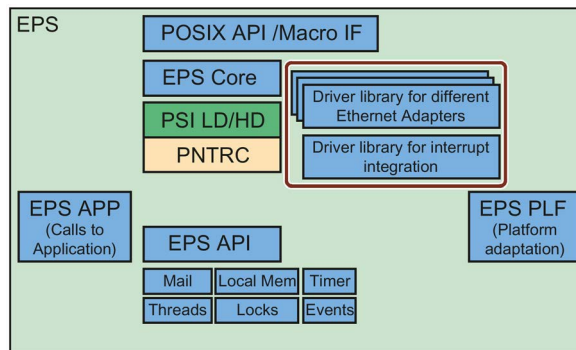 EPS
POSIX API /Macro IF
EPS Core
Driver library for different
Ethernet Adapters
PSI LD/HD
PNTRC
Driver library for interrupt
integration
EPS APP
(Calls to
Application)
EPS PLF
(Platform
adaptation)
EPS API
Mail
Local Mem
Timer
Threads
Locks
Events